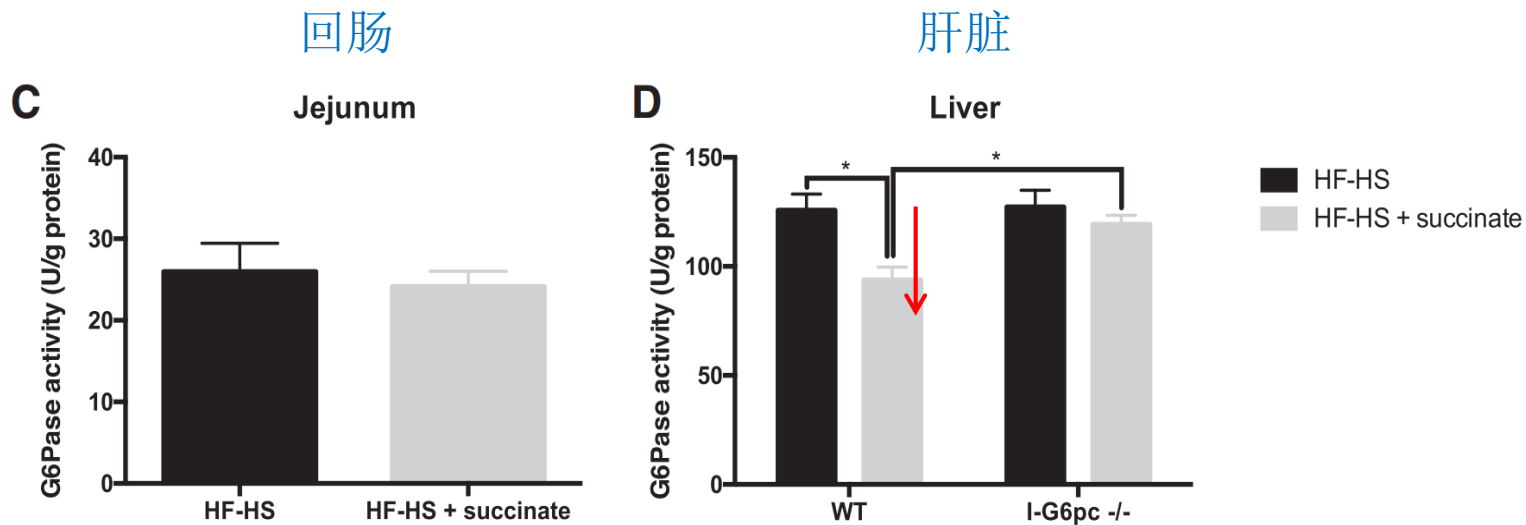 回肠
C
Jejunum
G6Pase activity (U/g protein)
40
30
20
10
0
HF-HS
HF-HS + succinate
肝脏
D
Liver
G6Pase activity (U/g protein)
150
100
50
0
*
*
WT
I-G6pc -/-
HF-HS
HF-HS + succinate